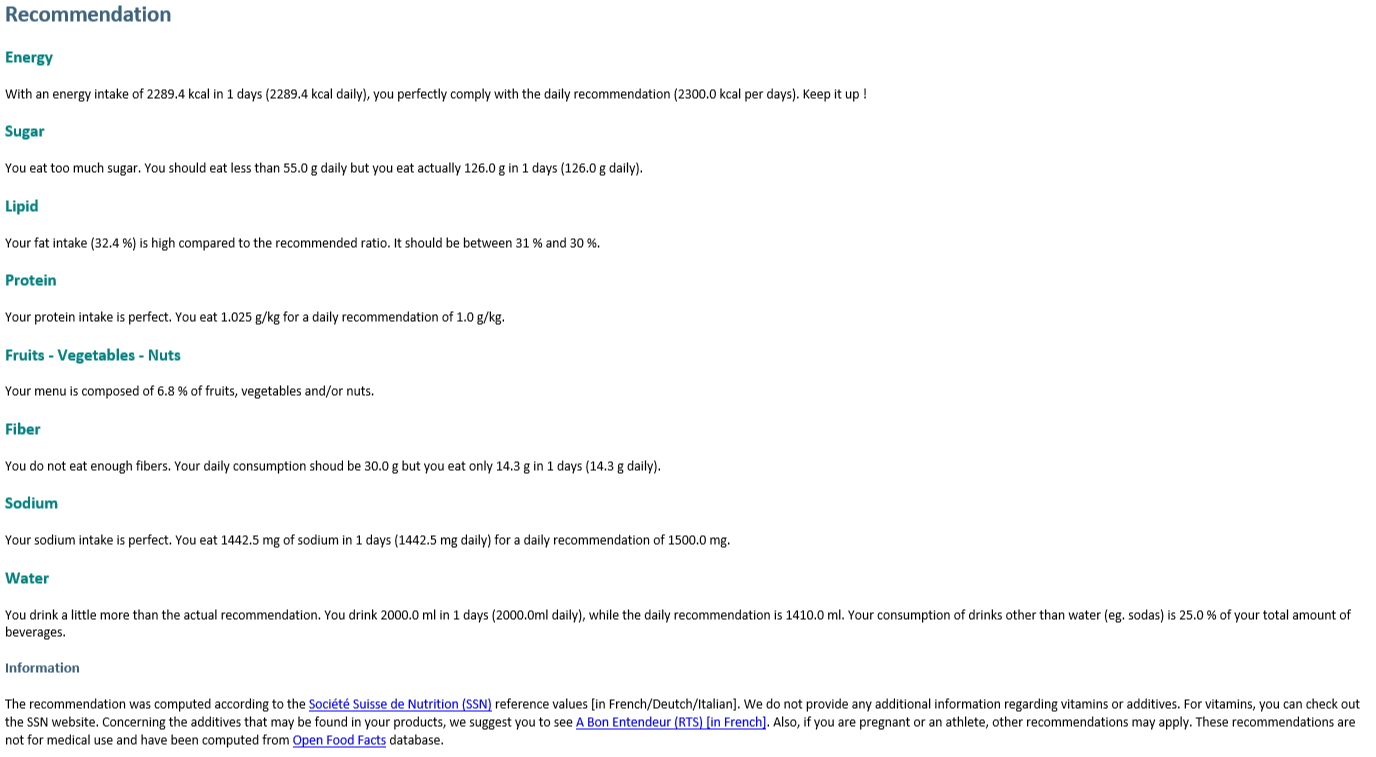 Recommendation
Energy
With an energy intake of 2289.4 kcal in 1 days (2289.4 kcal daily), you perfectly comply with the daily recommendation (2300.0 kcal per days). Keep it up !
Sugar
You eat too much sugar. You should eat less than 55.0 g daily but you eat actually 126.0 g in 1 days (126.0 g daily).
Lipid
Your fat intake (32.4 %) is high compared to the recommended ratio. It should be between 31 % and 30 %.
Protein
Your protein intake is perfect. You eat 1.025 g/kg for a daily recommendation of 1.0 g/kg.
Fruits - Vegetables - Nuts
Your menu is composed of 6.8 % of fruits, vegetables and/or nuts.
Fiber
You do not eat enough fibers. Your daily consumption shoud be 30.0 g but you eat only 14.3 g in 1 days (14.3 g daily).
Sodium
Your sodium intake is perfect. You eat 1442.5 mg of sodium in 1 days (1442.5 mg daily) for a daily recommendation of 1500.0 mg.
Water
You drink a little more than the actual recommendation. You drink 2000.0 ml in 1 days (2000.0ml daily), while the daily recommendation is 1410.0 ml. Your consumption of drinks other than water (eg. sodas) is 25.0 % of your total amount of
beverages.
Information
The recommendation was computed according to the Société Suisse de Nutrition (SSN) reference values [in French/Deutch/Italian]. We do not provide any additional information regarding vitamins or additives. For vitamins, you can check out
the SSN website. Concerning the additives that may be found in your products, we suggest you to see A Bon Entendeur (RTS) [in French]. Also, if you are pregnant or an athlete, other recommendations may apply. These recommendations are
not for medical use and have been computed from Open Food Facts database.